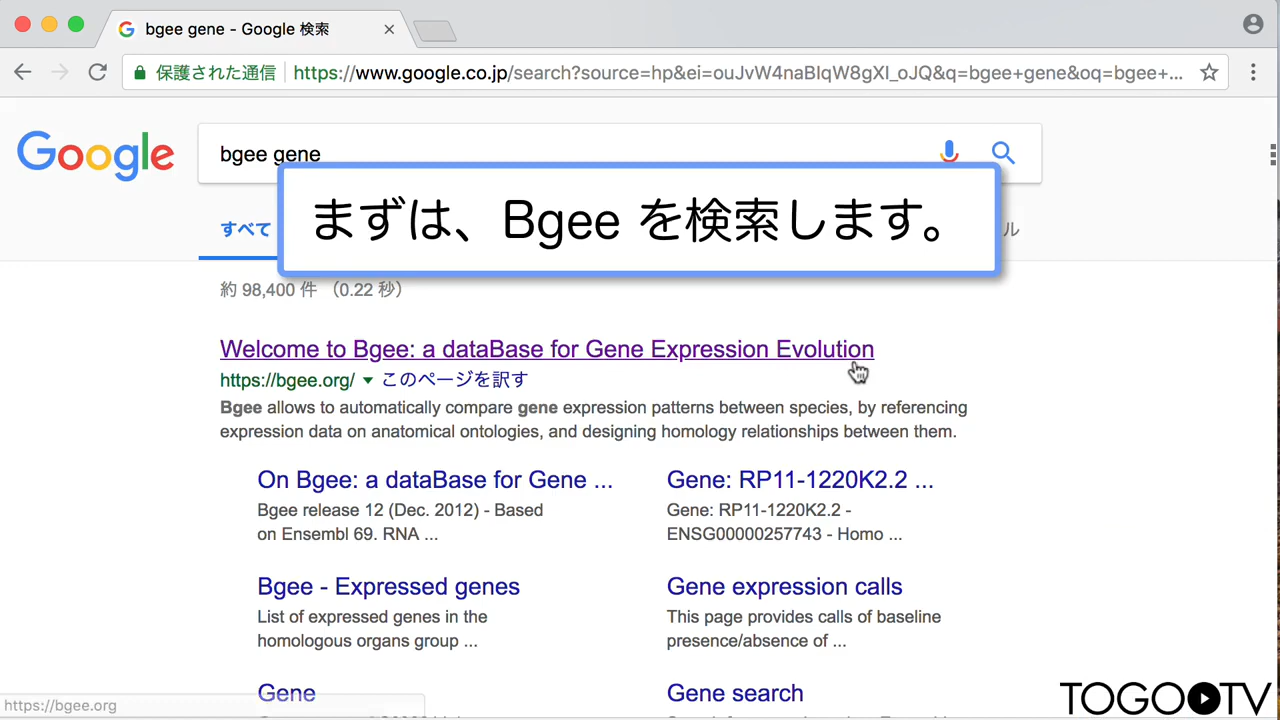 bgee gene - Google 検索
保護された通信 https://www.google.co.jp/search?source=hp&ei=ouJvW4naBIqW8gXI_oJQ&q=bgee+gene&oq=bgee+...
Google
bgee gene
まずは、Bgee を検索します。
すべて
ル
約 98,400 件 （0.22 秒）
Welcome to Bgee: a dataBase for Gene Expression Evolution
https://bgee.org/ このページを訳す
Bgee allows to automatically compare gene expression patterns between species, by referencing
expression data on anatomical ontologies, and designing homology relationships between them.
On Bgee: a dataBase for Gene ...
Bgee release 12 (Dec. 2012) - Based
on Ensembl 69. RNA ...
Gene: RP11-1220K2.2 ...
Gene: RP11-1220K2.2 -
ENSG00000257743 - Homo ...
Bgee - Expressed genes
List of expressed genes in the
homologous organs group ...
Gene expression calls
This page provides calls of baseline
presence/absence of ...
Gene
Gene search
https://bgee.org
TOGOTV